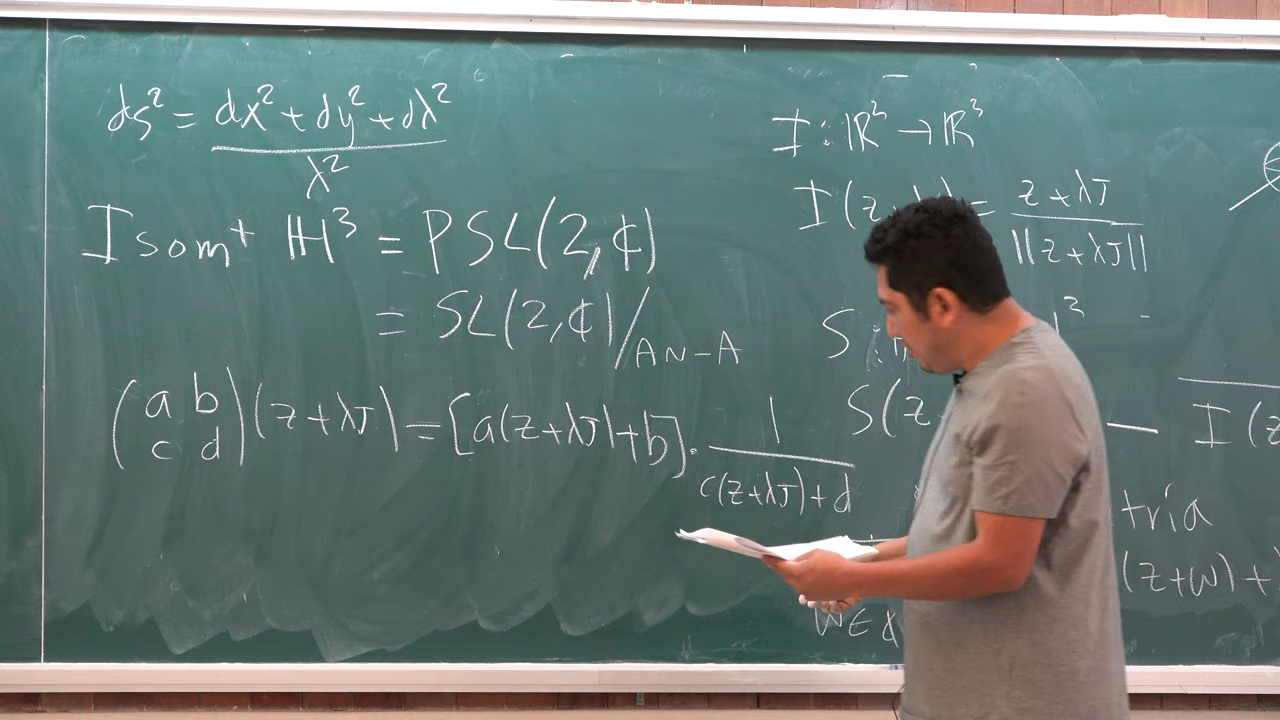 ds² = dx² + dy² + dλ² / λ²
Isom⁺ ℍ³ = PSL(2,ℂ)
= SL(2,ℂ)/AN-A
(a b
c d)(z+λJ) = [a(z+λJ)+b] · 1 / c(z+λJ)+d
I : ℝ² → ℝ³
I(z = z+λJ / ||z+λJ||
S :
S(z — I(z
tría
(z+w) +
w ∈